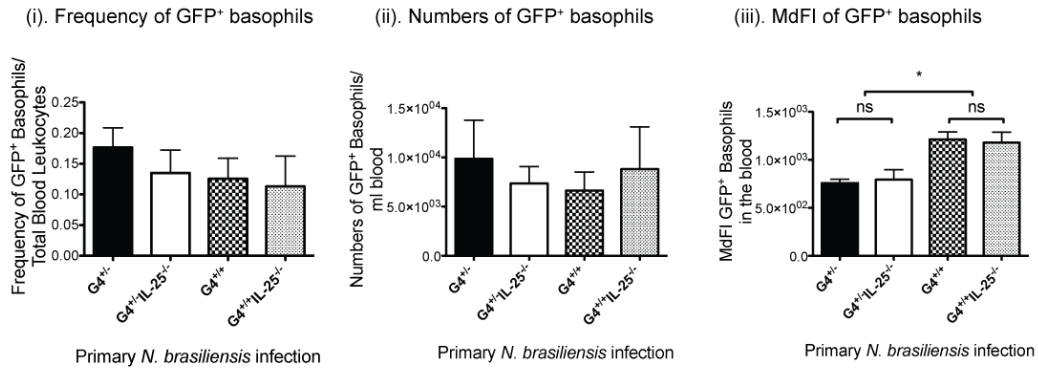 (i). Frequency of GFP⁺ basophils
Frequency of GFP⁺ Basophils/
Total Blood Leukocytes
0.25
0.20
0.15
0.10
0.05
0.00
G4⁺/⁻
G4⁺/⁻IL-25⁻/⁻
G4⁺/⁺
G4⁺/⁺IL-25⁻/⁻
Primary N. brasiliensis infection
(ii). Numbers of GFP⁺ basophils
Numbers of GFP⁺ Basophils/
ml blood
1.5×10⁰⁴
1.0×10⁰⁴
5.0×10⁰³
0.0
G4⁺/⁻
G4⁺/⁻IL-25⁻/⁻
G4⁺/⁺
G4⁺/⁺IL-25⁻/⁻
Primary N. brasiliensis infection
(iii). MdFI of GFP⁺ basophils
MdFI GFP⁺ Basophils
in the blood
1.5×10⁰³
1.0×10⁰³
5.0×10⁰²
0.0
*
ns
ns
G4⁺/⁻
G4⁺/⁻IL-25⁻/⁻
G4⁺/⁺
G4⁺/⁺IL-25⁻/⁻
Primary N. brasiliensis infection